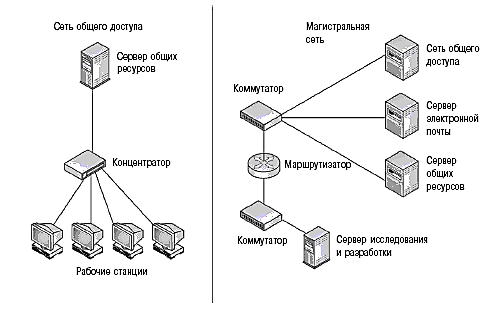 Сеть общего доступа
Сервер общих
ресурсов
Концентратор
Рабочие станции
Магистральная
сеть
Сеть общего
доступа
Коммутатор
Сервер
электронной
почты
Маршрутизатор
Сервер
общих
ресурсов
Коммутатор
Сервер исследования
и разработки